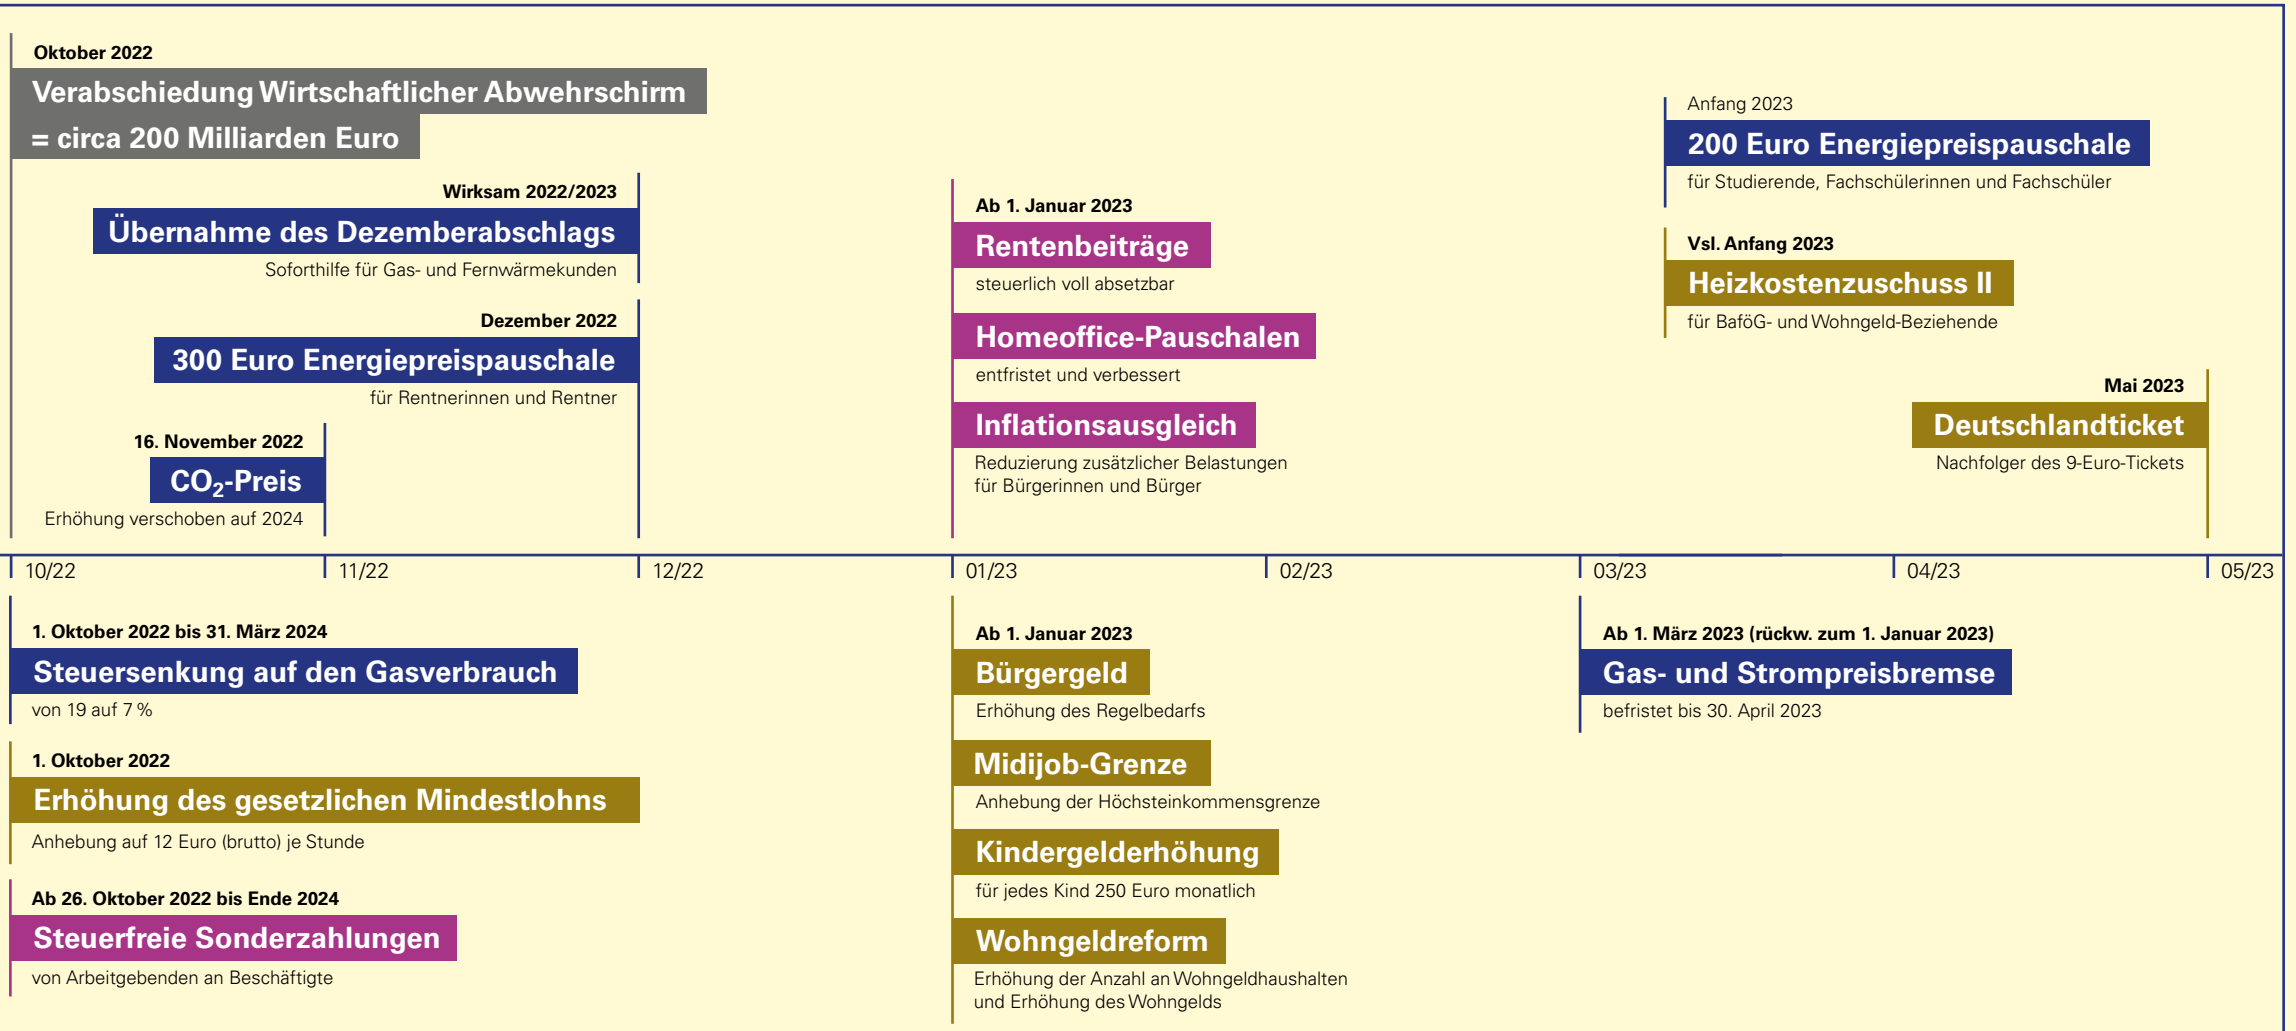 Oktober 2022
Verabschiedung Wirtschaftlicher Abwehrschirm
= circa 200 Milliarden Euro
Wirksam 2022/2023
Übernahme des Dezemberabschlags
Soforthilfe für Gas- und Fernwärmekunden
Dezember 2022
300 Euro Energiepreispauschale
für Rentnerinnen und Rentner
16. November 2022
CO₂-Preis
Erhöhung verschoben auf 2024
Ab 1. Januar 2023
Rentenbeiträge
steuerlich voll absetzbar
Homeoffice-Pauschalen
entfristet und verbessert
Inflationsausgleich
Reduzierung zusätzlicher Belastungen
für Bürgerinnen und Bürger
Anfang 2023
200 Euro Energiepreispauschale
für Studierende, Fachschülerinnen und Fachschüler
Vsl. Anfang 2023
Heizkostenzuschuss II
für BaföG- und Wohngeld-Beziehende
Mai 2023
Deutschlandticket
Nachfolger des 9-Euro-Tickets
10/22 11/22 12/22 01/23 02/23 03/23 04/23 05/23
1. Oktober 2022 bis 31. März 2024
Steuersenkung auf den Gasverbrauch
von 19 auf 7 %
1. Oktober 2022
Erhöhung des gesetzlichen Mindestlohns
Anhebung auf 12 Euro (brutto) je Stunde
Ab 26. Oktober 2022 bis Ende 2024
Steuerfreie Sonderzahlungen
von Arbeitgebenden an Beschäftigte
Ab 1. Januar 2023
Bürgergeld
Erhöhung des Regelbedarfs
Midijob-Grenze
Anhebung der Höchsteinkommensgrenze
Kindergelderhöhung
für jedes Kind 250 Euro monatlich
Wohngeldreform
Erhöhung der Anzahl an Wohngeldhaushalten
und Erhöhung des Wohngelds
Ab 1. März 2023 (rückw. zum 1. Januar 2023)
Gas- und Strompreisbremse
befristet bis 30. April 2023